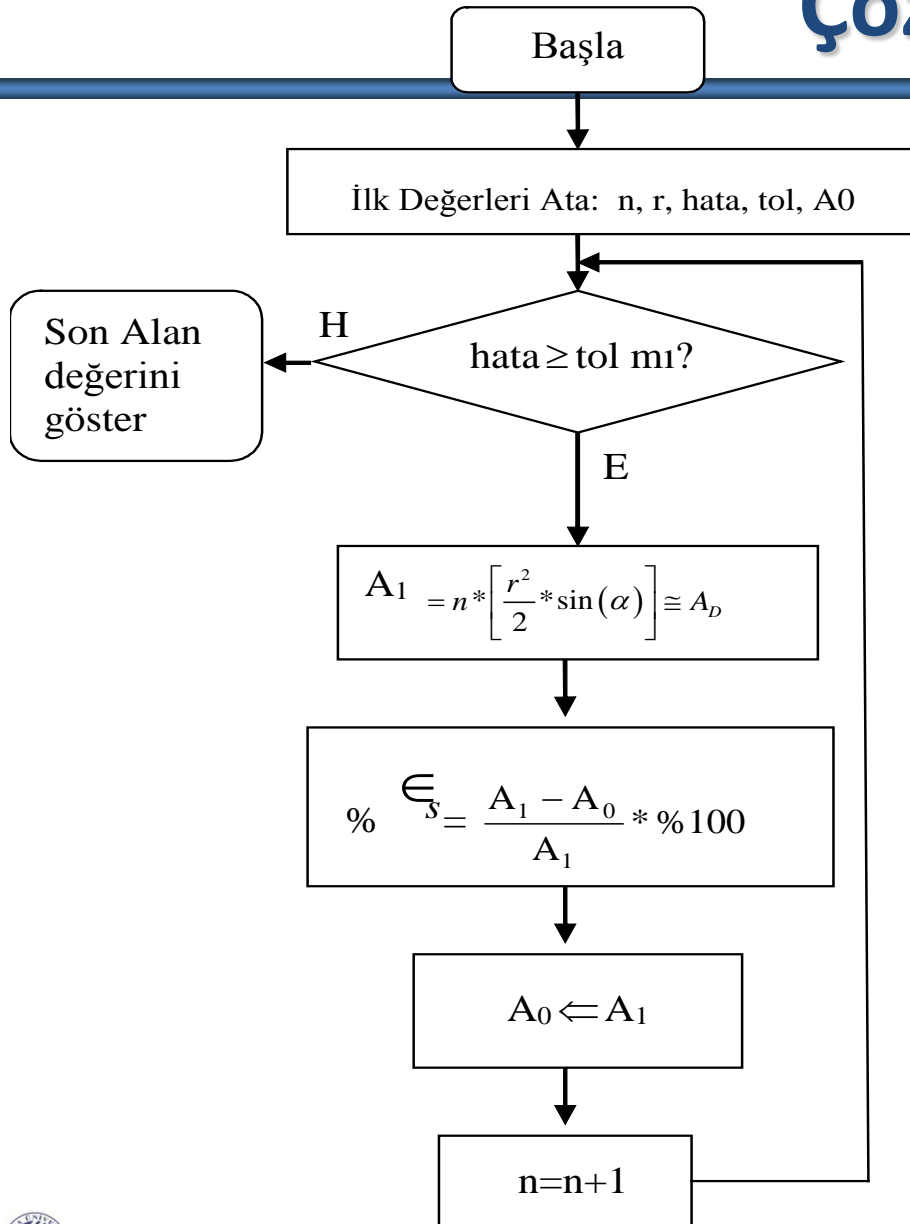 Başla
İlk Değerleri Ata: n, r, hata, tol, A0
hata ≥ tol mı?
H
Son Alan
değerini
göster
E
A₁ = n * [ r²/2 * sin(α) ] ≅ A_D
% ∈ₛ = (A₁ − A₀)/A₁ * %100
A₀ ⇐ A₁
n=n+1